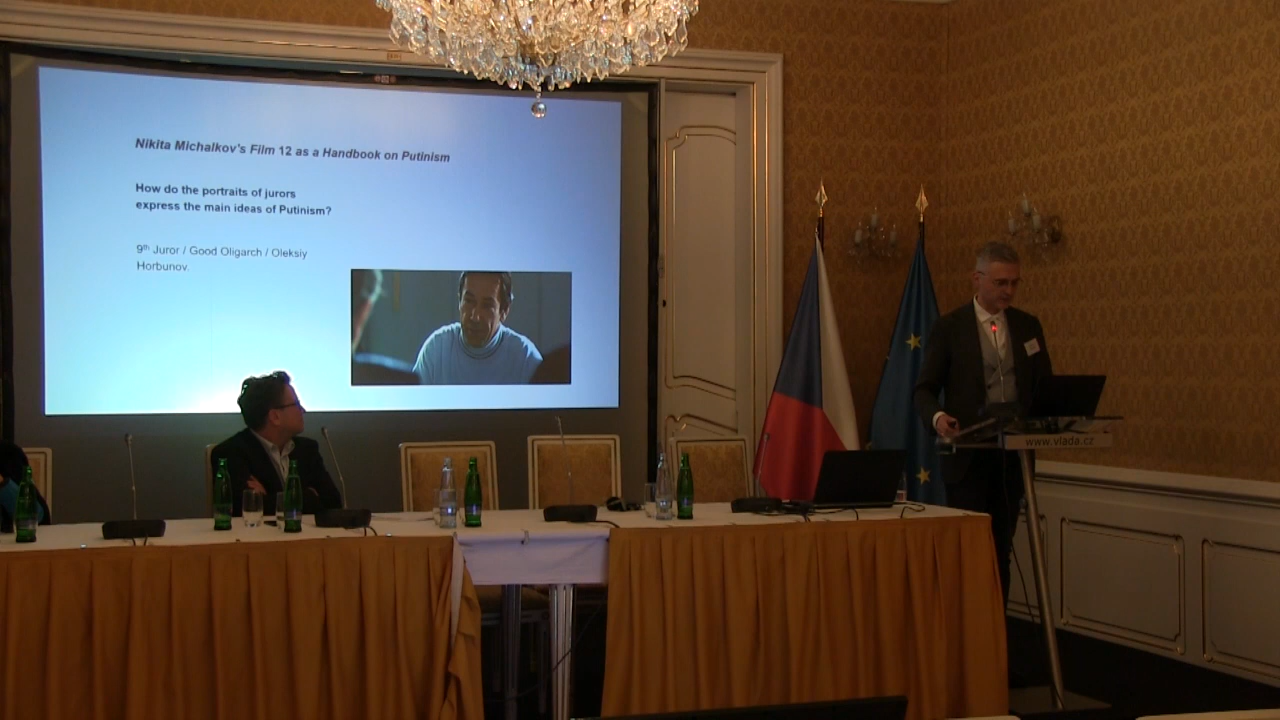 Nikita Michalkov's Film 12 as a Handbook on Putinism
How do the portraits of jurors
express the main ideas of Putinism?
9th Juror / Good Oligarch / Oleksiy
Horbunov.
www.vlada.cz